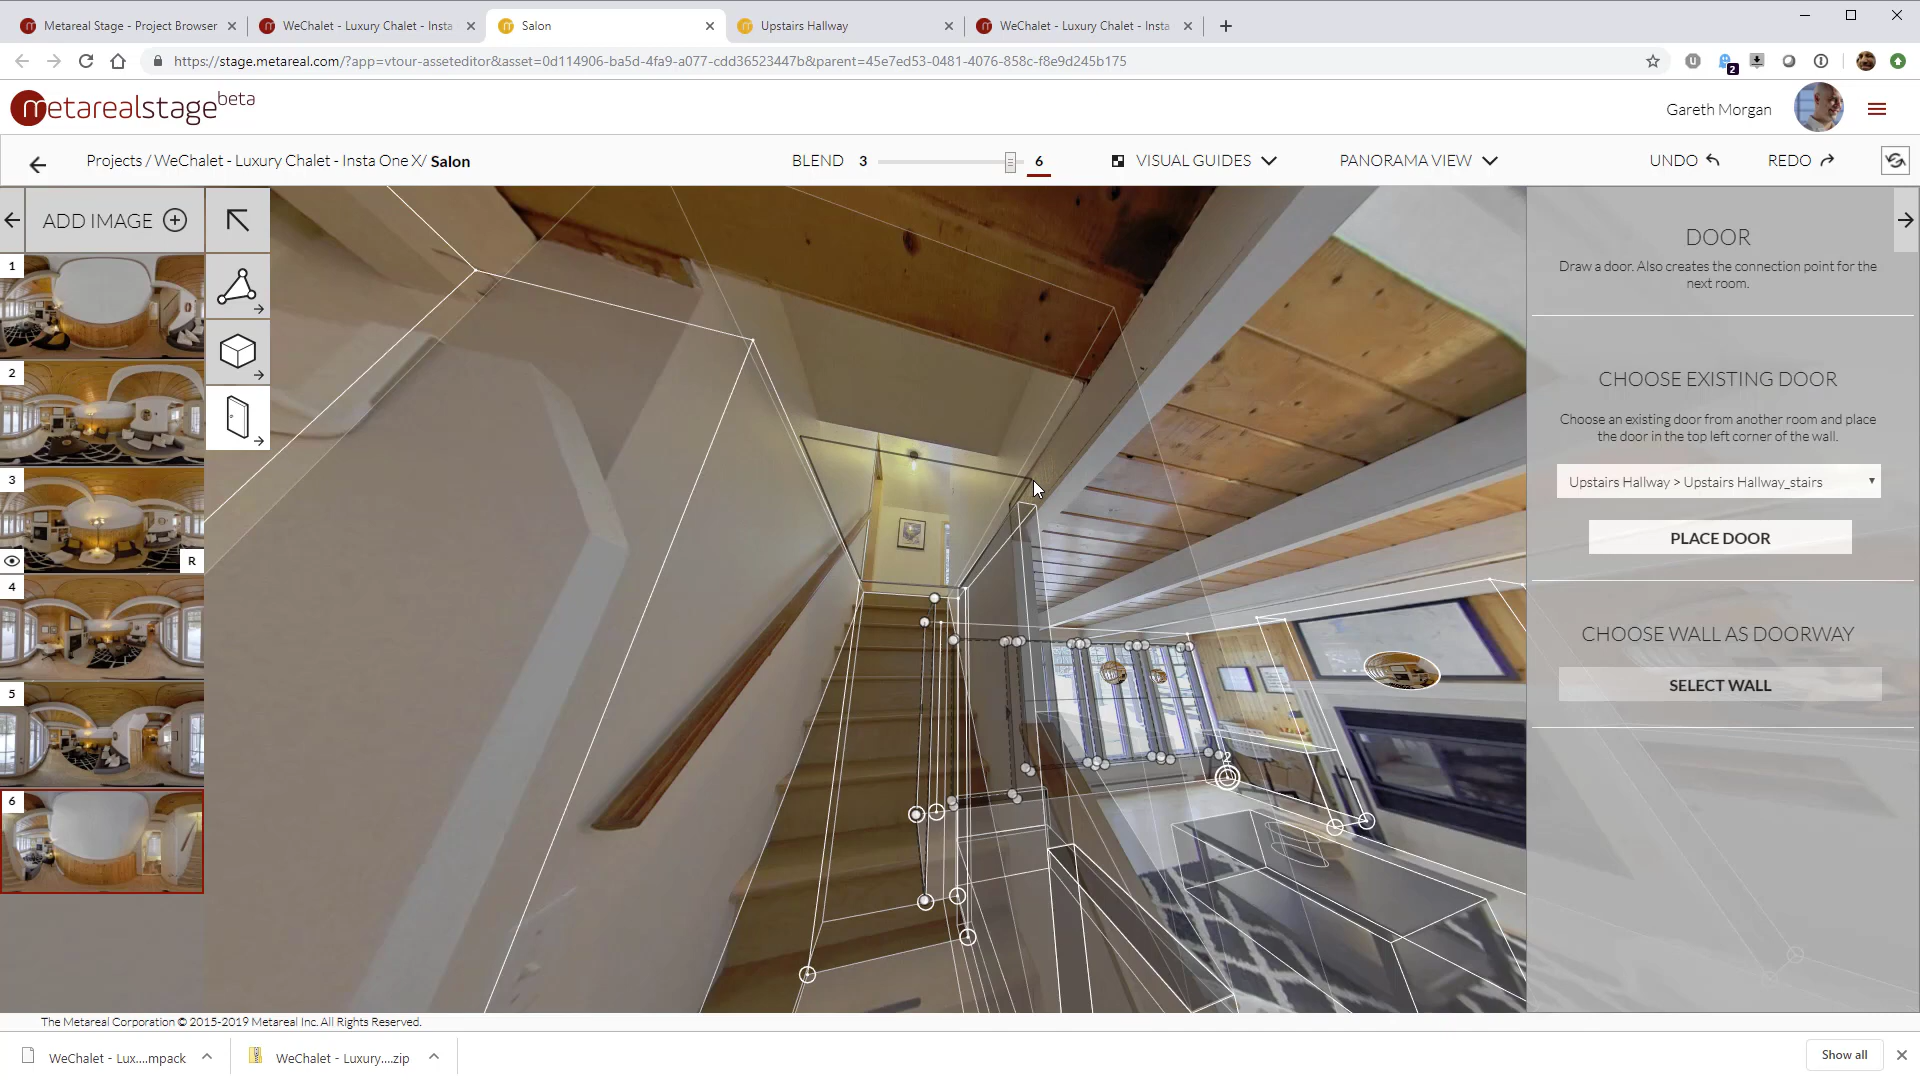 Metareal Stage - Project Browser
WeChalet - Luxury Chalet - Insta
Salon
Upstairs Hallway
WeChalet - Luxury Chalet - Insta
https://stage.metareal.com/?app=vtour-asseteditor&asset=0d114906-ba5d-4fa9-a077-cdd36523447b&parent=45e7ed53-0481-4076-858c-f8e9d245b175
2
metarealstage beta
Gareth Morgan
Projects / WeChalet - Luxury Chalet - Insta One X/ Salon
BLEND 3 6
VISUAL GUIDES
PANORAMA VIEW
UNDO
REDO
ADD IMAGE
1
2
3
R
4
5
6
2
DOOR
Draw a door. Also creates the connection point for the
next room.
CHOOSE EXISTING DOOR
Choose an existing door from another room and place
the door in the top left corner of the wall.
Upstairs Hallway > Upstairs Hallway_stairs
PLACE DOOR
CHOOSE WALL AS DOORWAY
SELECT WALL
The Metareal Corporation © 2015-2019 Metareal Inc. All Rights Reserved.
WeChalet - Lux....mpack
WeChalet - Luxury....zip
Show all